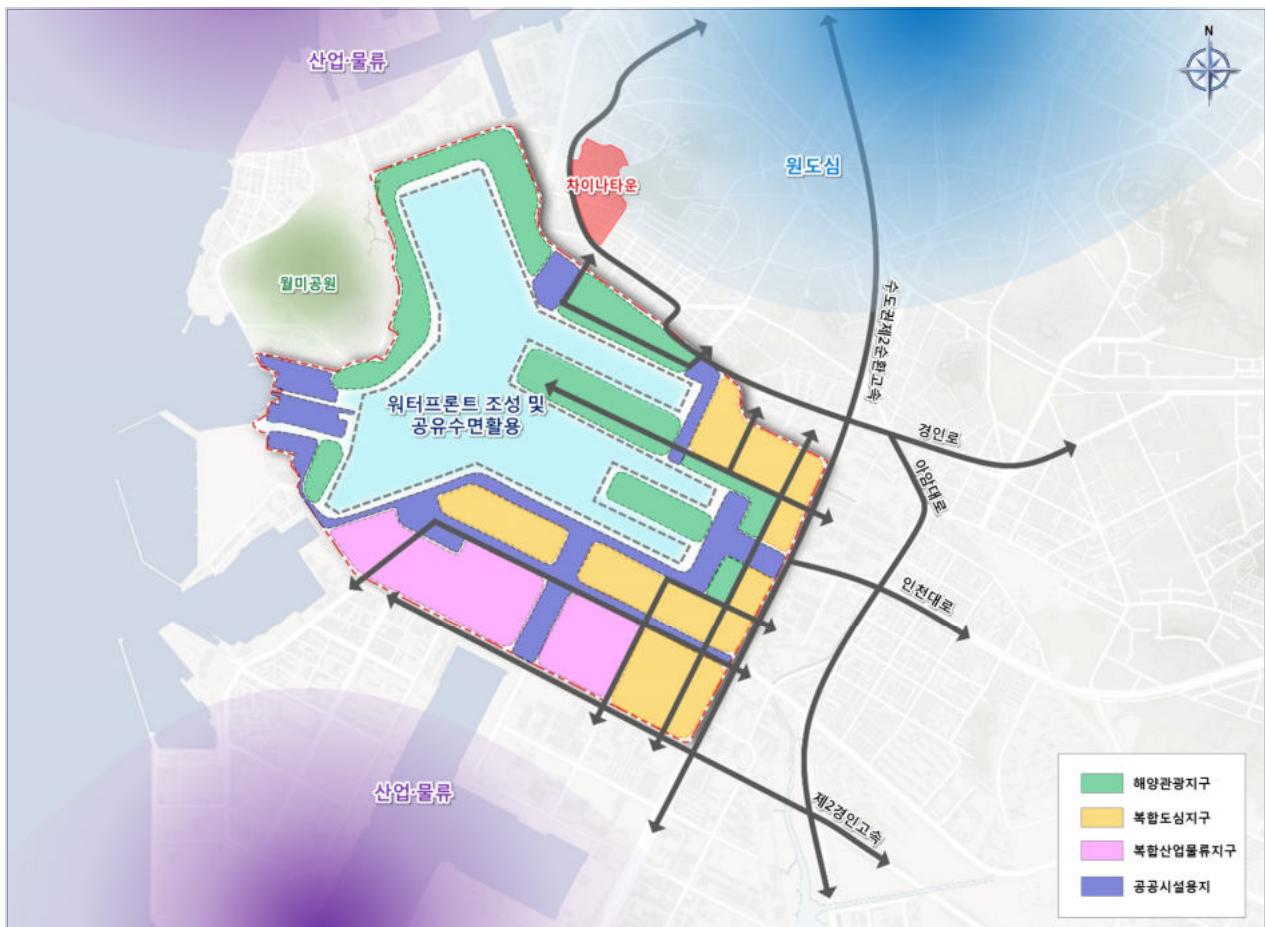 산업·물류
N
원도심
차이나타운
월미공원
수도권제2순환고속
워터프론트 조성 및
공유수면활용
경인로
아암대로
인천대로
산업·물류
제2경인고속
해양관광지구
복합도심지구
복합산업물류지구
공공시설용지